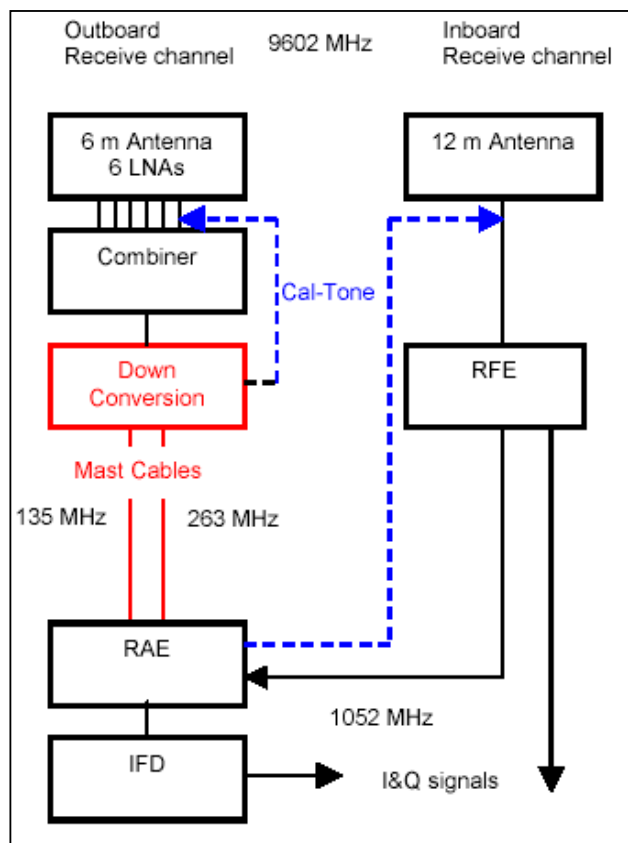 Outboard
Receive channel
9602 MHz
Inboard
Receive channel
6 m Antenna
6 LNAs
12 m Antenna
Combiner
Cal-Tone
Down
Conversion
RFE
Mast Cables
135 MHz
263 MHz
RAE
1052 MHz
IFD
I&Q signals